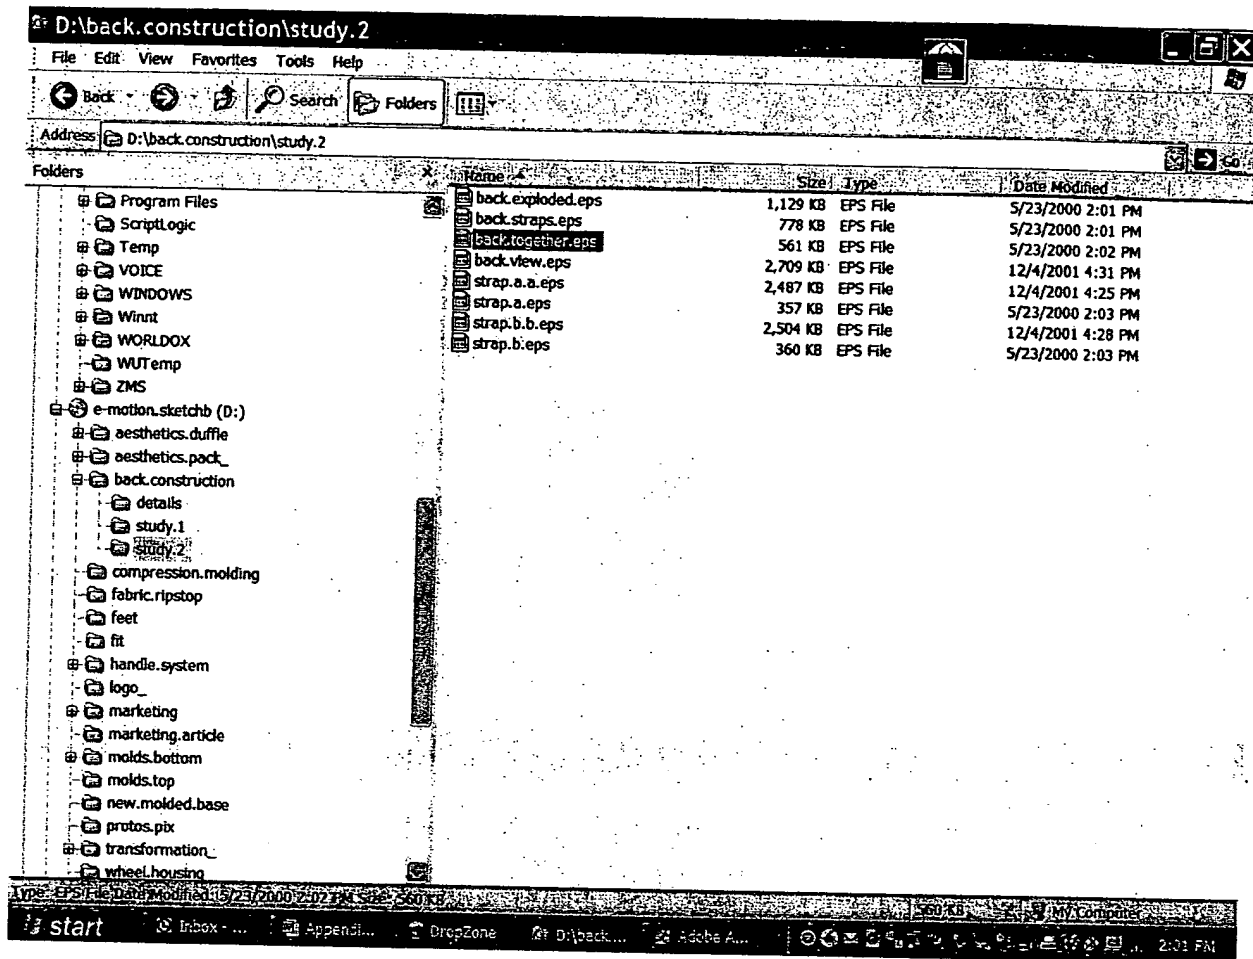 D:\back.construction\study.2
File Edit View Favorites Tools Help
Back Search Folders
Address D:\back.construction\study.2 Go
Folders x
Program Files
ScriptLogic
Temp
VOICE
WINDOWS
Winnt
WORLDOX
WUTemp
ZMS
e-motion.sketchb (D:)
aesthetics.duffle
aesthetics.pack_
back.construction
details
study.1
study.2
compression.molding
fabric.ripstop
feet
fit
handle.system
logo_
marketing
marketing.article
molds.bottom
molds.top
new.molded.base
protos.pix
transformation_
wheel.housing
Name Size Type Date Modified
back.exploded.eps 1,129 KB EPS File 5/23/2000 2:01 PM
back.straps.eps 778 KB EPS File 5/23/2000 2:01 PM
back.together.eps 561 KB EPS File 5/23/2000 2:02 PM
back.view.eps 2,709 KB EPS File 12/4/2001 4:31 PM
strap.a.a.eps 2,487 KB EPS File 12/4/2001 4:25 PM
strap.a.eps 357 KB EPS File 5/23/2000 2:03 PM
strap.b.b.eps 2,504 KB EPS File 12/4/2001 4:28 PM
strap.b.eps 360 KB EPS File 5/23/2000 2:03 PM
Type: EPS File Date Modified: 5/23/2000 2:02 PM Size: 560 KB 560 KB My Computer
start Inbox - ... Appendi... DropZone D:\back.... Adobe A... 2:01 PM